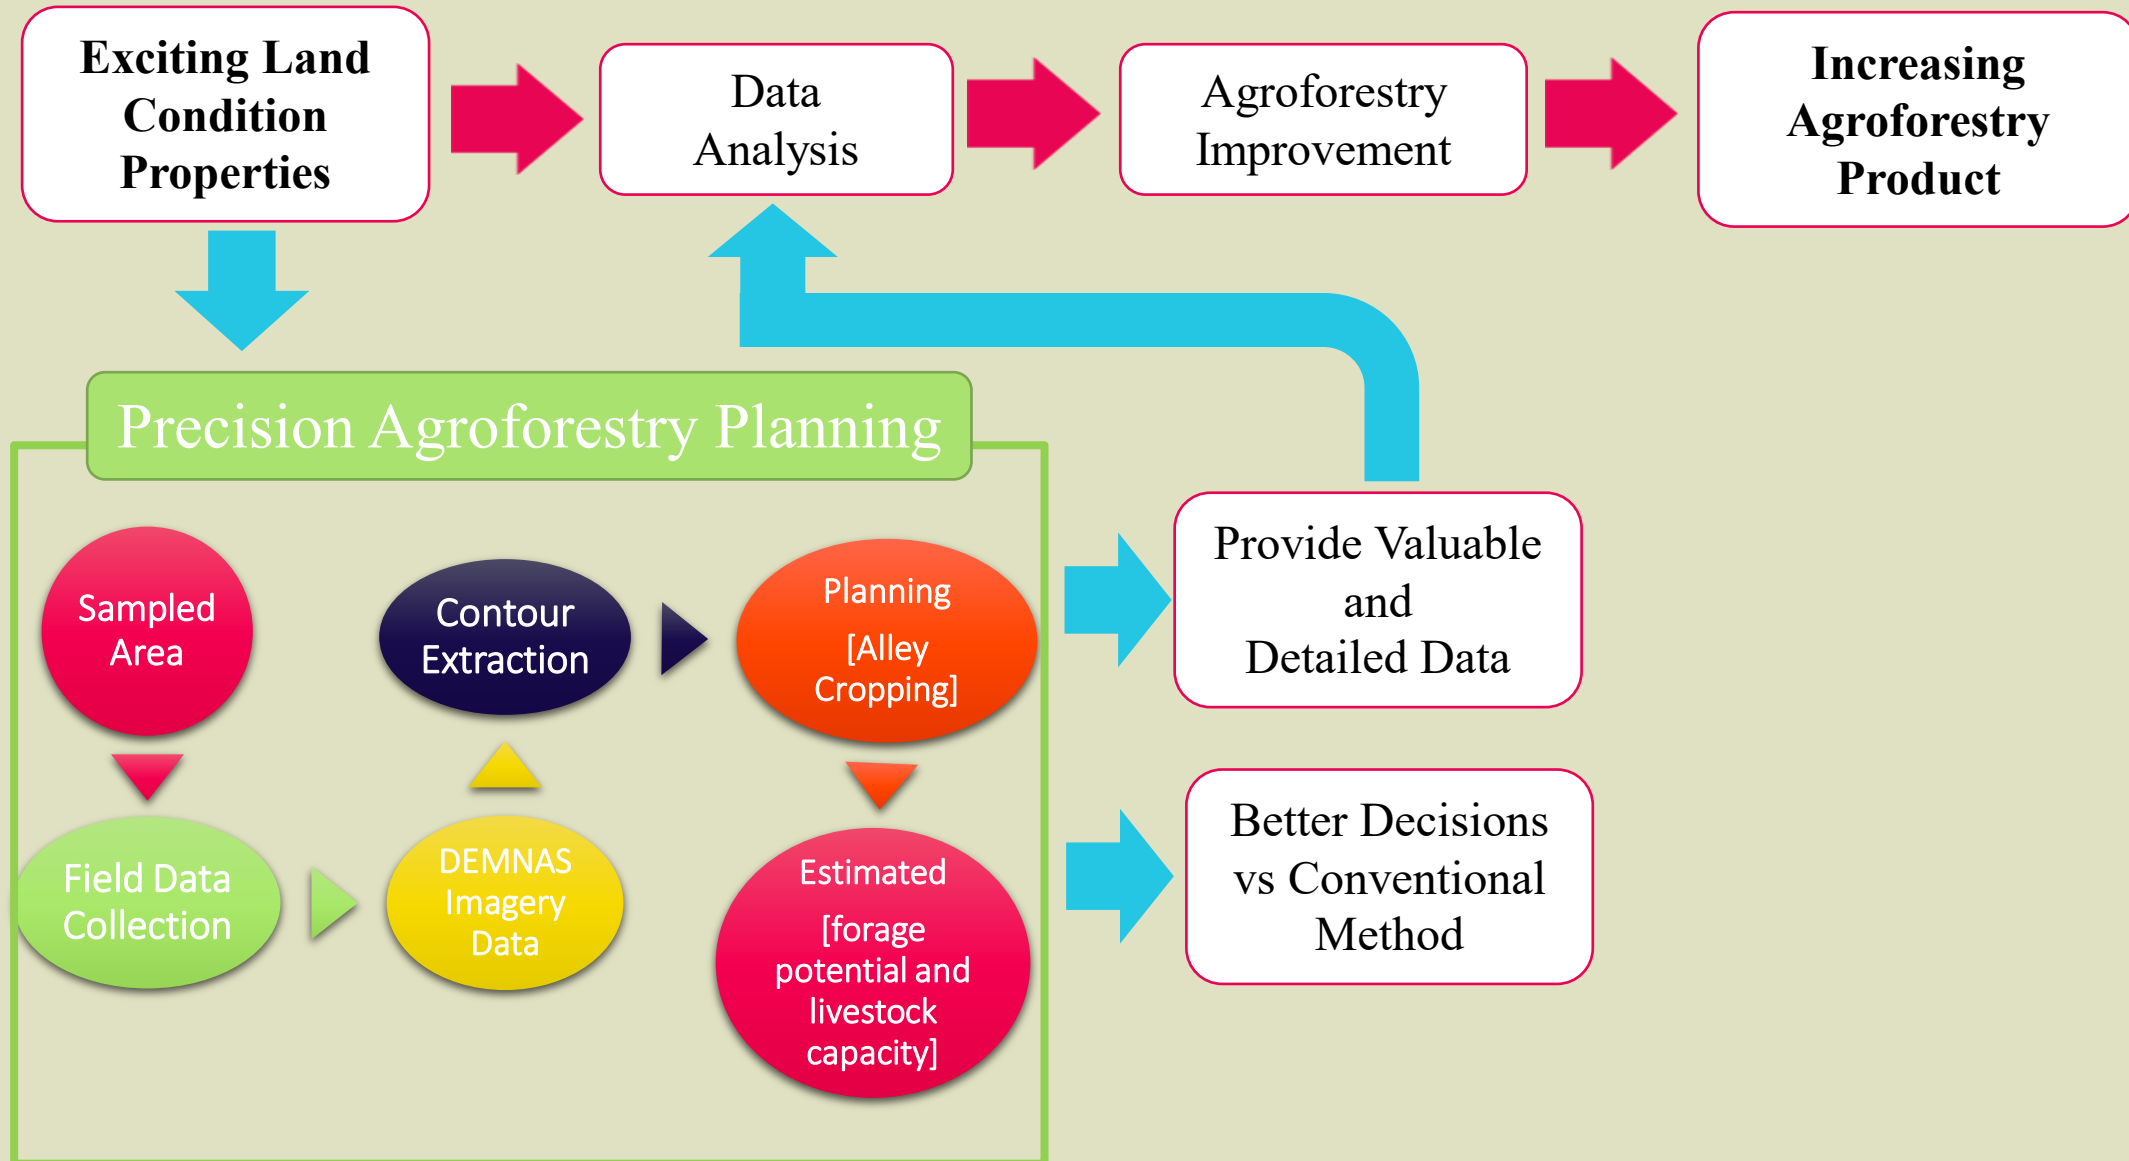 Exciting Land
Condition
Properties
Data
Analysis
Agroforestry
Improvement
Increasing
Agroforestry
Product
Precision Agroforestry Planning
Sampled
Area
Field Data
Collection
DEMNAS
Imagery
Data
Contour
Extraction
Planning
[Alley
Cropping]
Estimated
[forage
potential and
livestock
capacity]
Provide Valuable
and
Detailed Data
Better Decisions
vs Conventional
Method